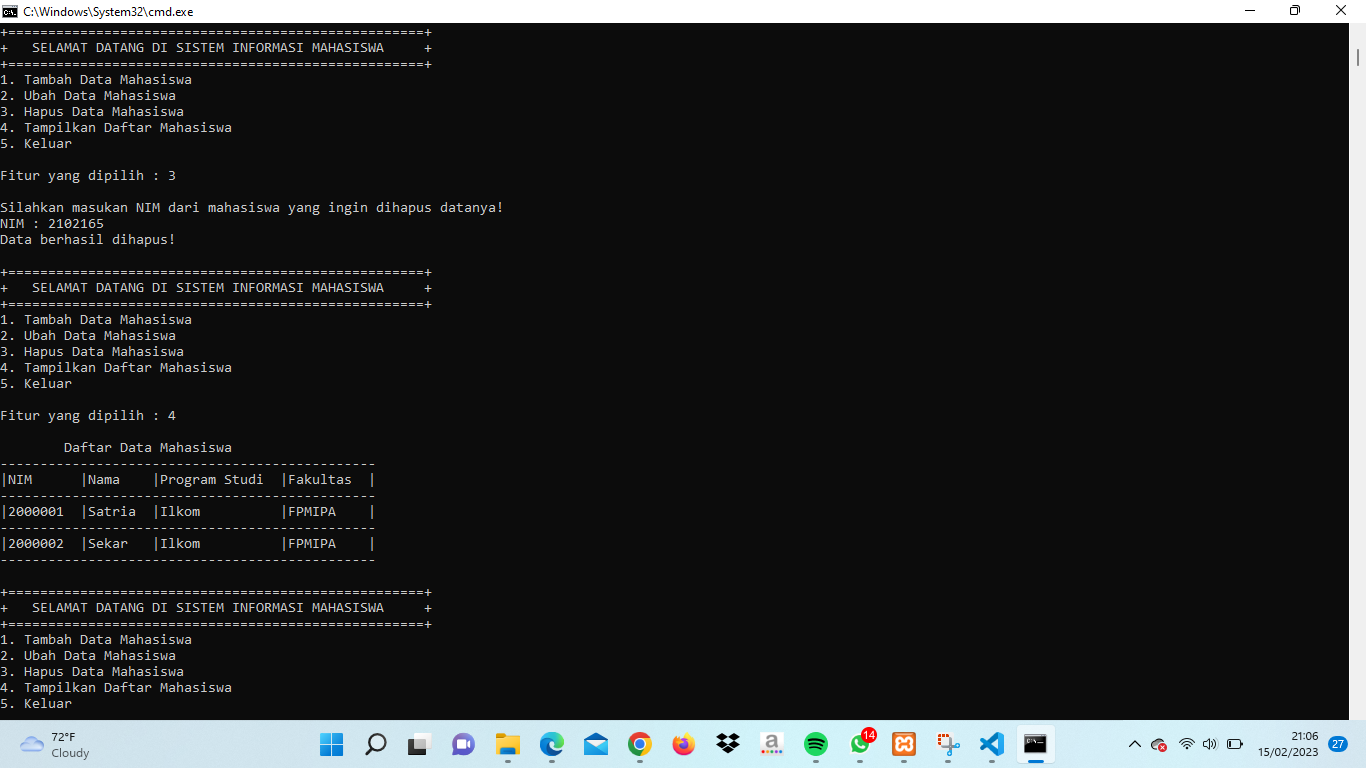 C:\Windows\System32\cmd.exe
+====================================================+
+   SELAMAT DATANG DI SISTEM INFORMASI MAHASISWA     +
+====================================================+
1. Tambah Data Mahasiswa
2. Ubah Data Mahasiswa
3. Hapus Data Mahasiswa
4. Tampilkan Daftar Mahasiswa
5. Keluar
Fitur yang dipilih : 3
Silahkan masukan NIM dari mahasiswa yang ingin dihapus datanya!
NIM : 2102165
Data berhasil dihapus!
+====================================================+
+   SELAMAT DATANG DI SISTEM INFORMASI MAHASISWA     +
+====================================================+
1. Tambah Data Mahasiswa
2. Ubah Data Mahasiswa
3. Hapus Data Mahasiswa
4. Tampilkan Daftar Mahasiswa
5. Keluar
Fitur yang dipilih : 4
        Daftar Data Mahasiswa
-----------------------------------------------
|NIM      |Nama    |Program Studi  |Fakultas  |
-----------------------------------------------
|2000001  |Satria  |Ilkom          |FPMIPA    |
-----------------------------------------------
|2000002  |Sekar   |Ilkom          |FPMIPA    |
-----------------------------------------------
+====================================================+
+   SELAMAT DATANG DI SISTEM INFORMASI MAHASISWA     +
+====================================================+
1. Tambah Data Mahasiswa
2. Ubah Data Mahasiswa
3. Hapus Data Mahasiswa
4. Tampilkan Daftar Mahasiswa
5. Keluar
72°F
Cloudy
a
14
21:06
15/02/2023
27